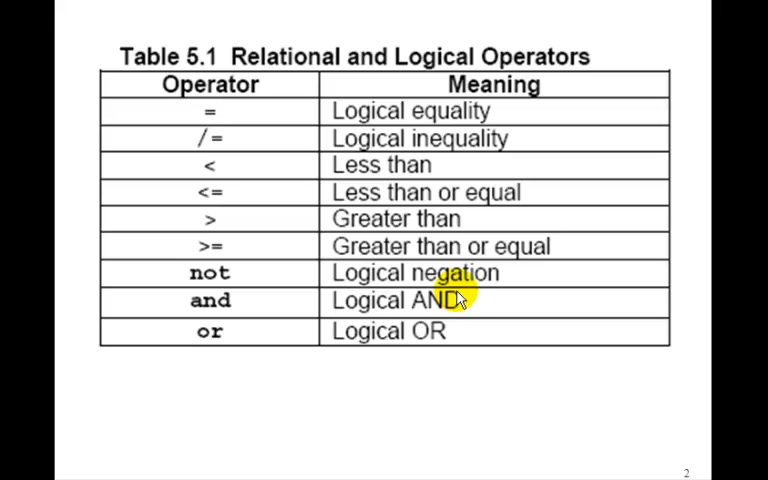 Table 5.1 Relational and Logical Operators
Operator Meaning
= Logical equality
/= Logical inequality
< Less than
<= Less than or equal
> Greater than
>= Greater than or equal
not Logical negation
and Logical AND
or Logical OR
2